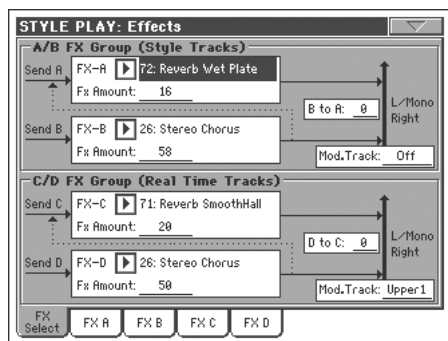 STYLE PLAY: Effects
A/B FX Group (Style Tracks)
Send A FX-A 72: Reverb Wet Plate
Fx Amount: 16
B to A: 0 L/Mono
Right
Send B FX-B 26: Stereo Chorus
Fx Amount: 58
Mod.Track: Off
C/D FX Group (Real Time Tracks)
Send C FX-C 71: Reverb SmoothHall
Fx Amount: 20
D to C: 0 L/Mono
Right
Send D FX-D 26: Stereo Chorus
Fx Amount: 50
Mod.Track: Upper1
FX Select FX A FX B FX C FX D